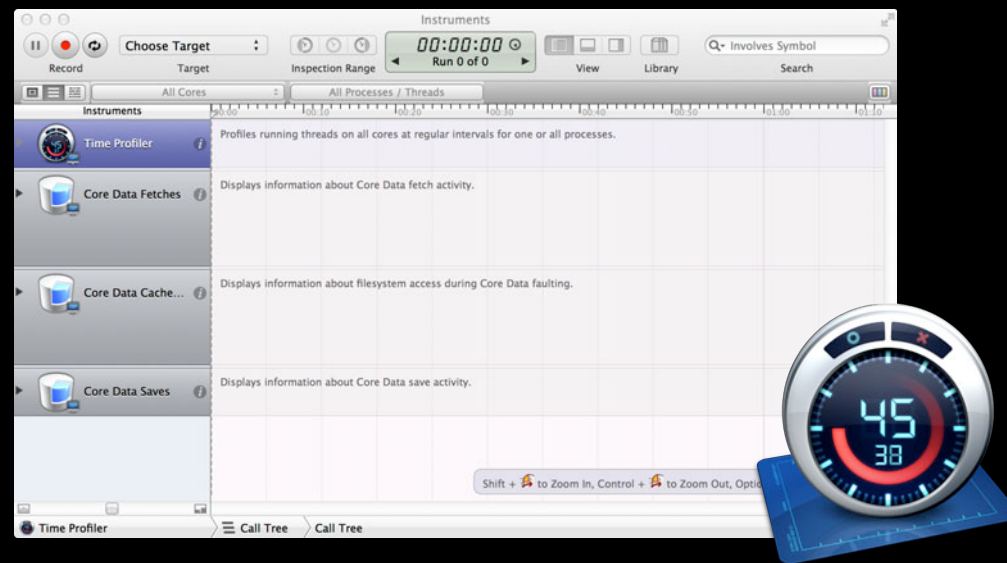 Instruments
Choose Target
00:00:00
Run 0 of 0
Involves Symbol
Record
Target
Inspection Range
View
Library
Search
All Cores
All Processes / Threads
Instruments
00:00
00:10
00:20
00:30
00:40
00:50
01:00
01:10
Time Profiler
Profiles running threads on all cores at regular intervals for one or all processes.
Core Data Fetches
Displays information about Core Data fetch activity.
Core Data Cache...
Displays information about filesystem access during Core Data faulting.
Core Data Saves
Displays information about Core Data save activity.
45
38
Shift + to Zoom In, Control + to Zoom Out, Optio
Time Profiler
Call Tree
Call Tree